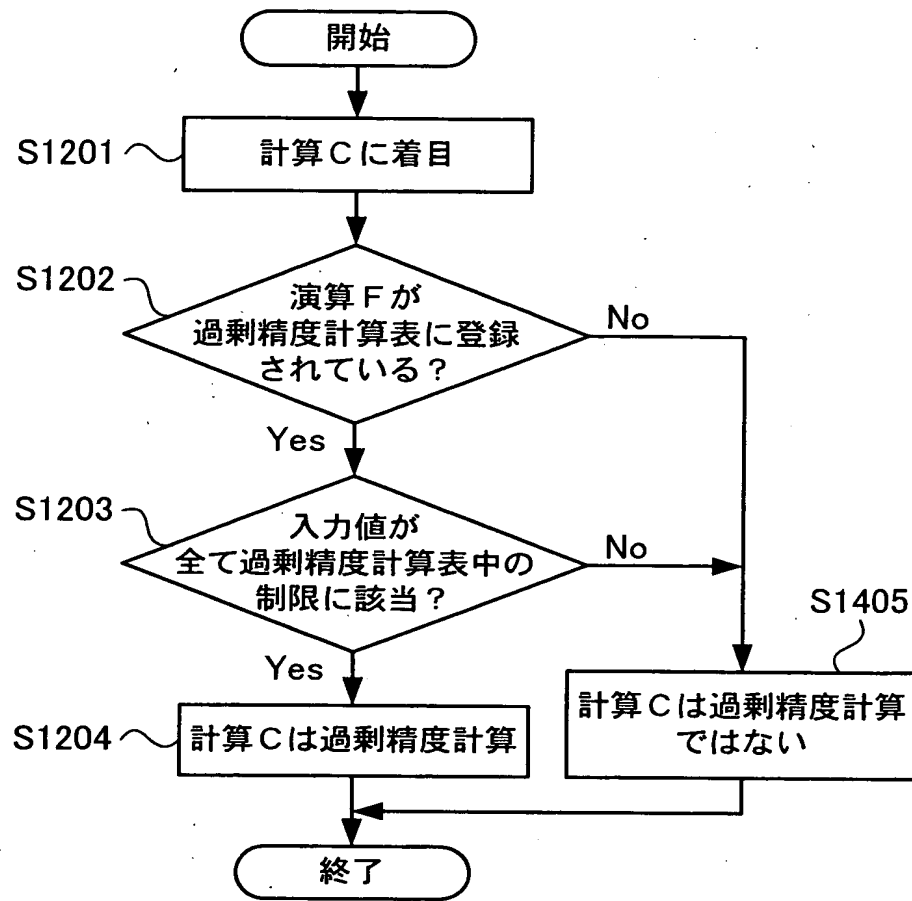 開始
S1201
計算Cに着目
S1202
演算Fが
過剰精度計算表に登録
されている?
No
Yes
S1203
入力値が
全て過剰精度計算表中の
制限に該当?
No
Yes
S1405
S1204
計算Cは過剰精度計算
計算Cは過剰精度計算
ではない
終了